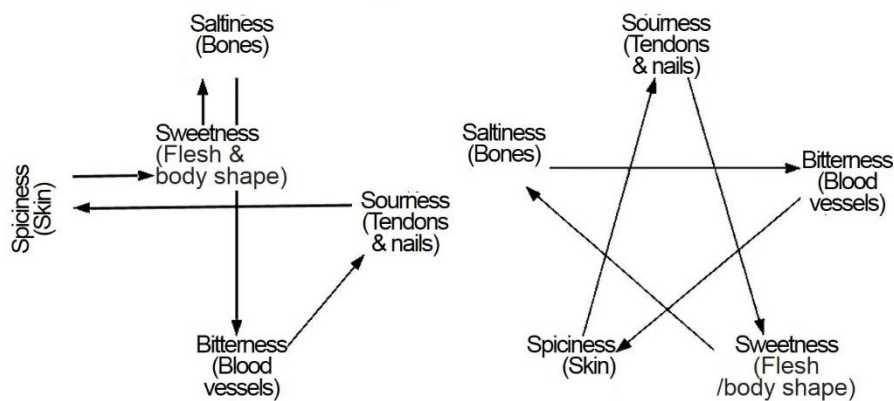 Saltiness
(Bones)
Sweetness
(Flesh &
body shape)
Spiciness
(Skin)
Sourness
(Tendons
& nails)
Bitterness
(Blood
vessels)
Sourness
(Tendons
& nails)
Saltiness
(Bones)
Bitterness
(Blood
vessels)
Spiciness
(Skin)
Sweetness
(Flesh
/body shape)